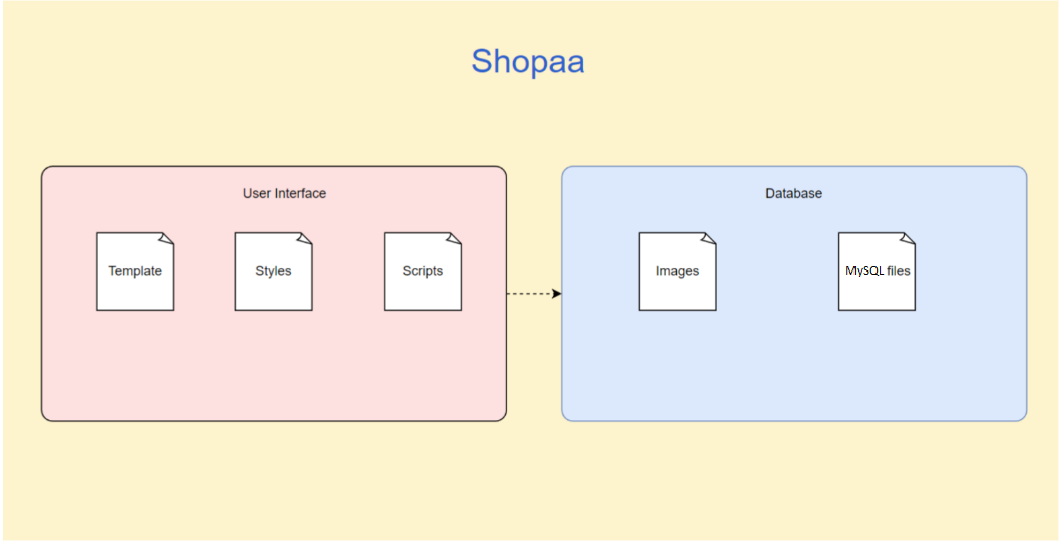 Shopaa
User Interface
Template
Styles
Scripts
Database
Images
MySQL files